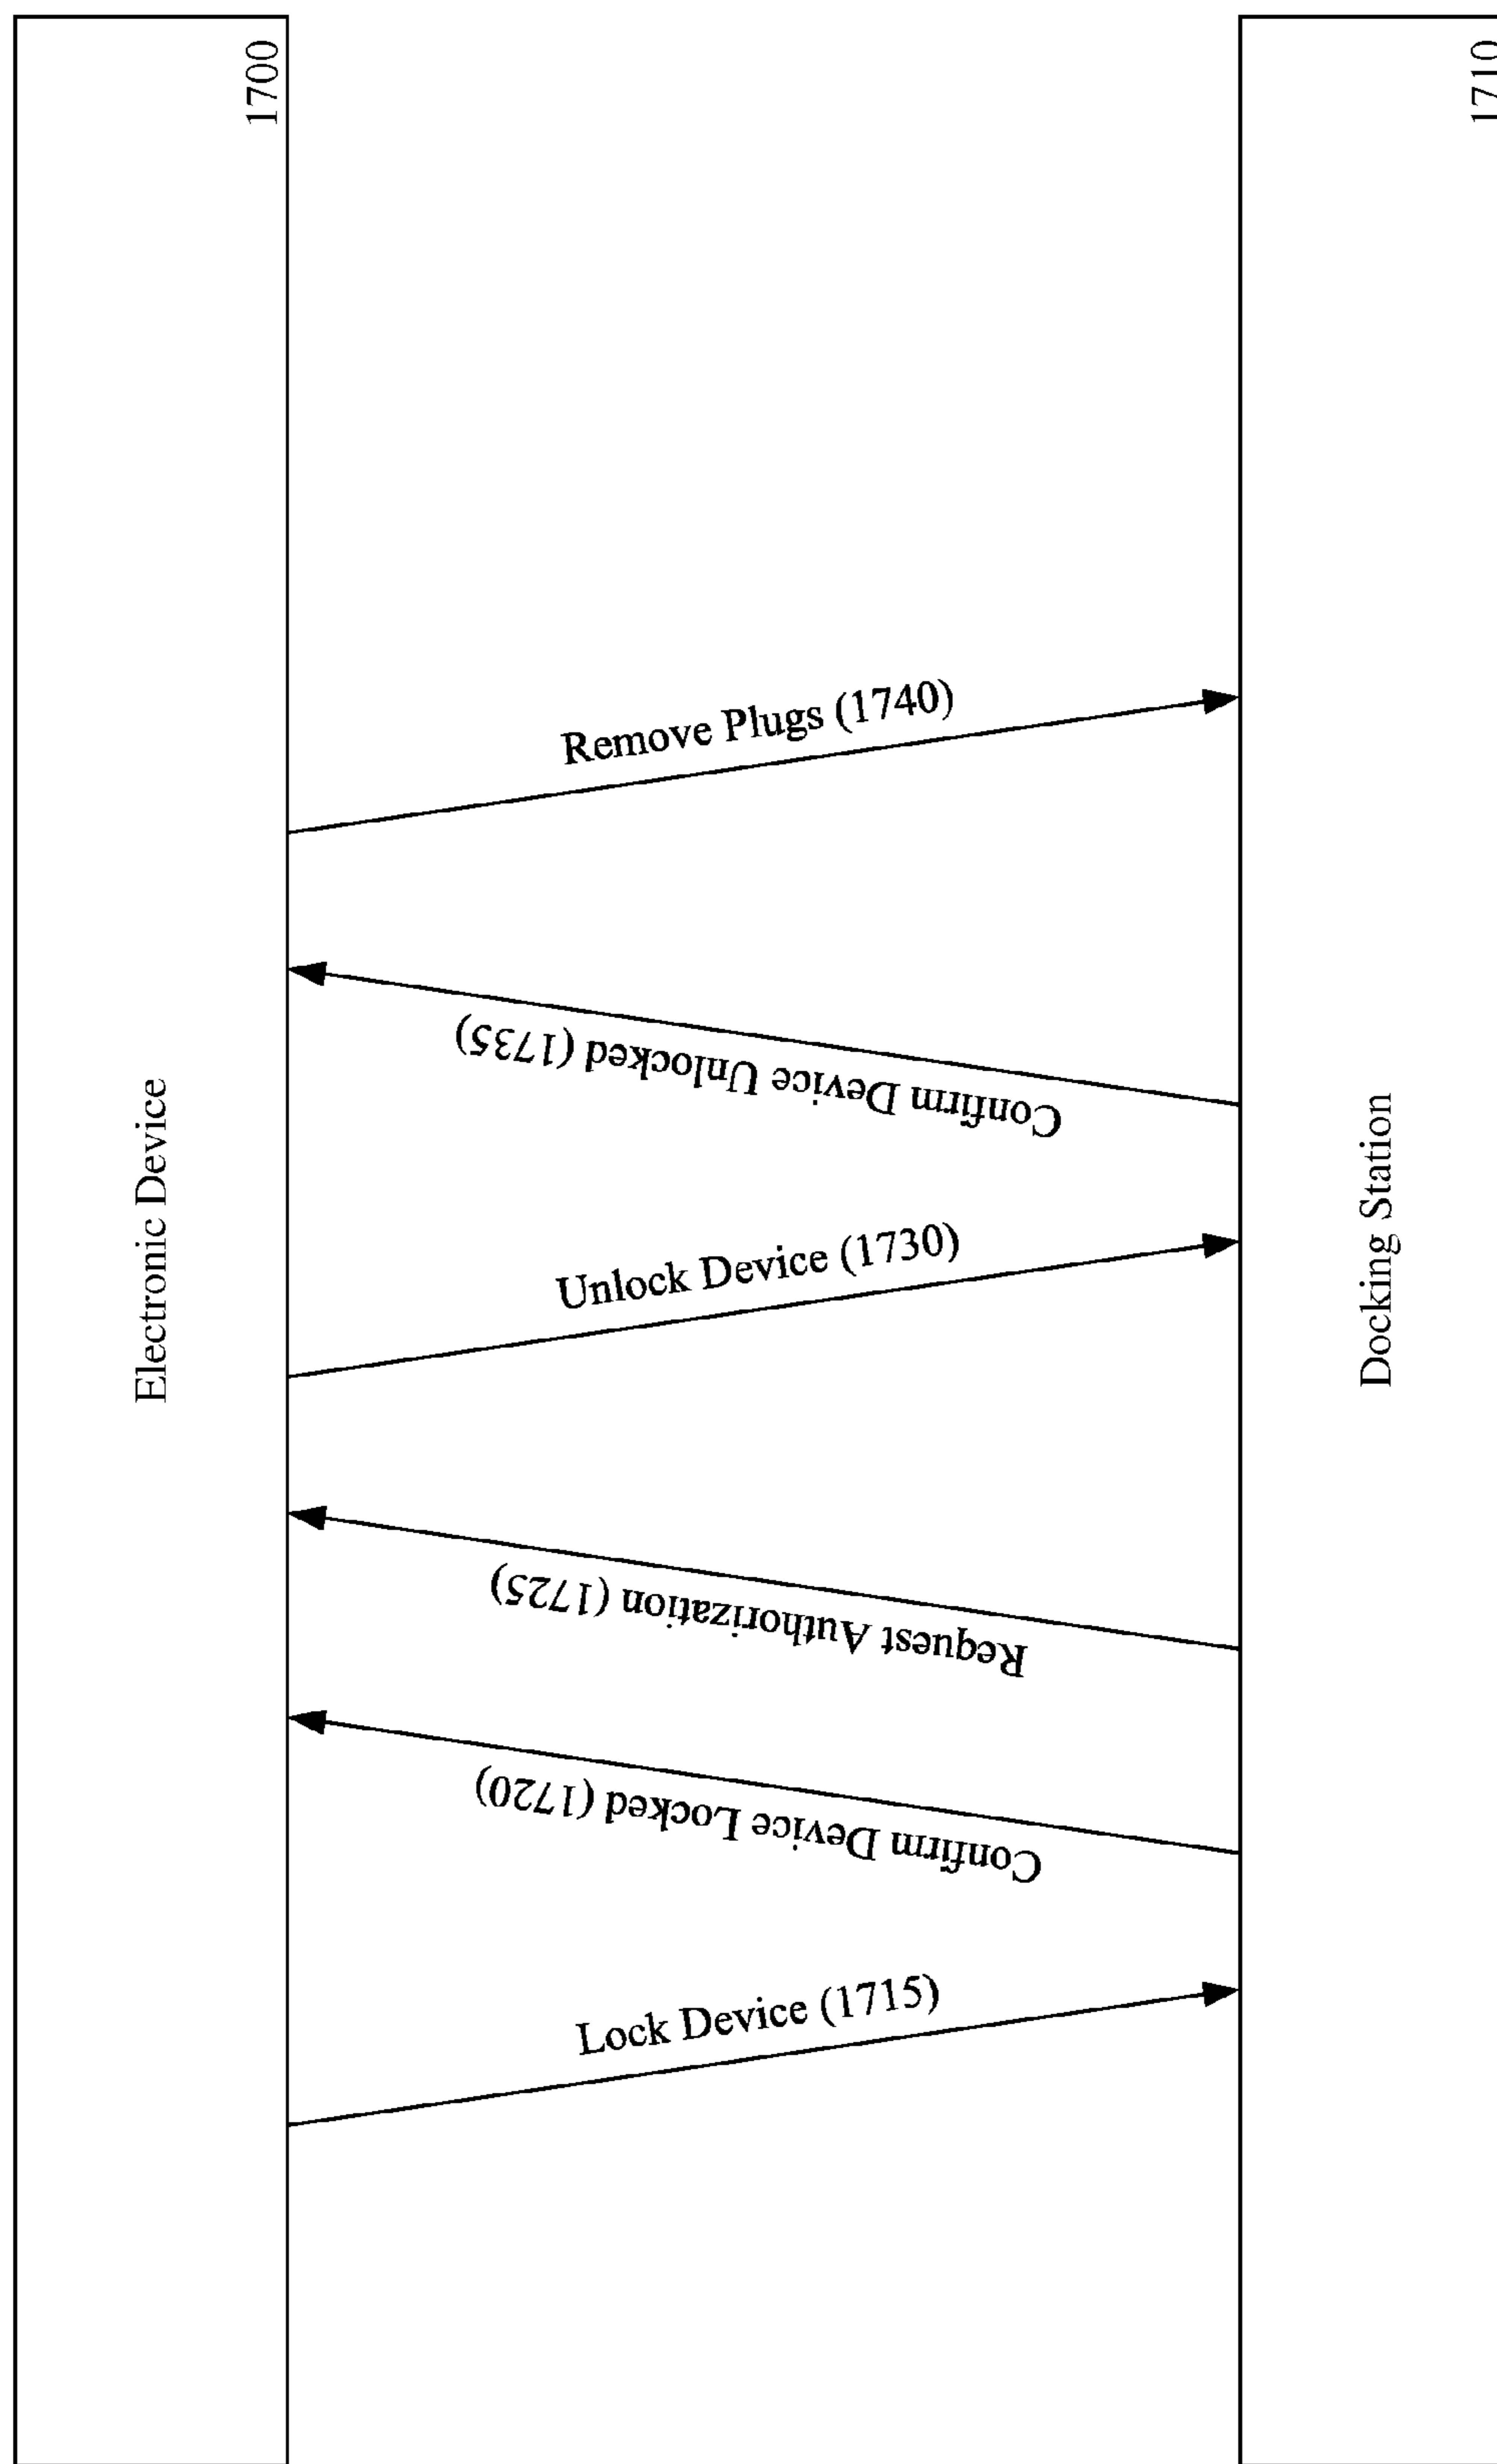 Electronic Device
1700
Lock Device (1715)
Confirm Device Locked (1720)
Request Authorization (1725)
Unlock Device (1730)
Confirm Device Unlocked (1735)
Remove Plugs (1740)
Docking Station
1710